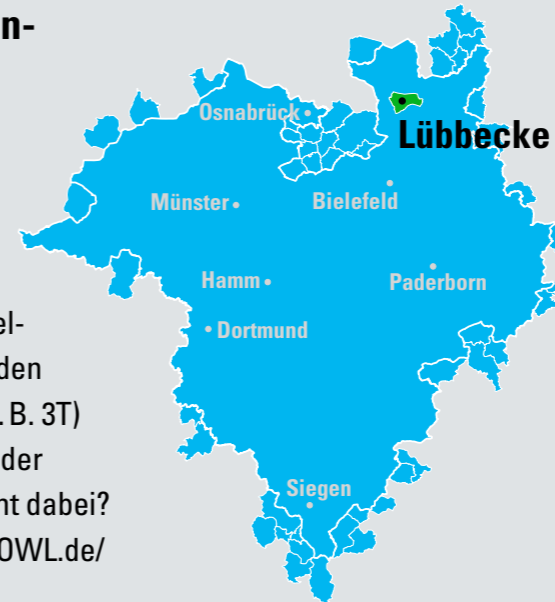 n-
Osnabrück
Lübbecke
Münster
Bielefeld
Hamm
Paderborn
Dortmund
el-
den
. B. 3T)
der
nt dabei?
OWL.de/
Siegen